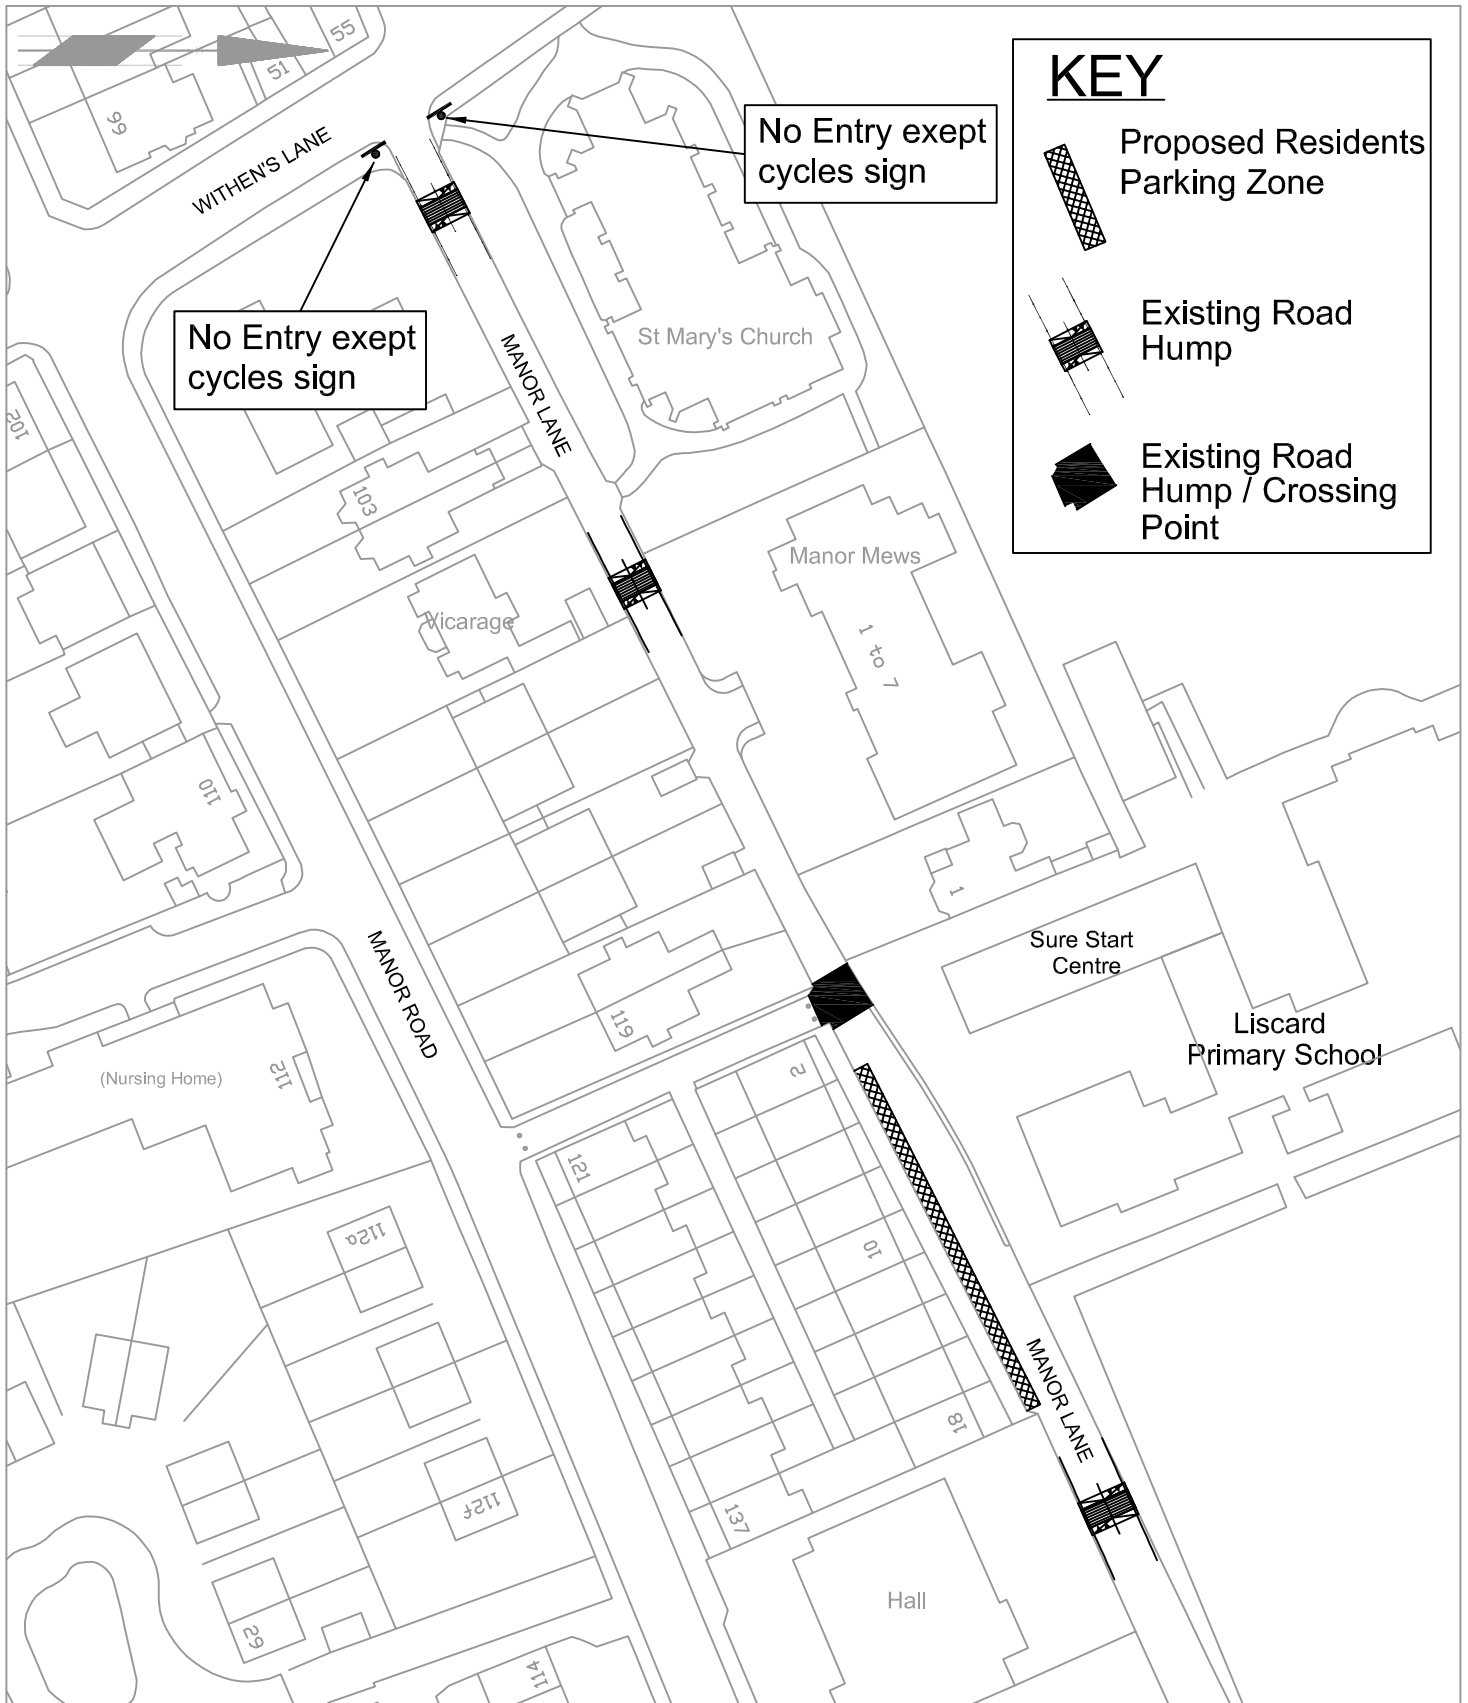 55
51
99
WITHEN'S LANE
No Entry exept
cycles sign
No Entry exept
cycles sign
KEY
Proposed Residents
Parking Zone
Existing Road
Hump
Existing Road
Hump / Crossing
Point
St Mary's Church
MANOR LANE
102
103
Manor Mews
1 to 7
Vicarage
110
1
Sure Start
Centre
Liscard
Primary School
MANOR ROAD
119
(Nursing Home)
112
2
121
10
112a
MANOR LANE
18
112f
137
Hall
29
114